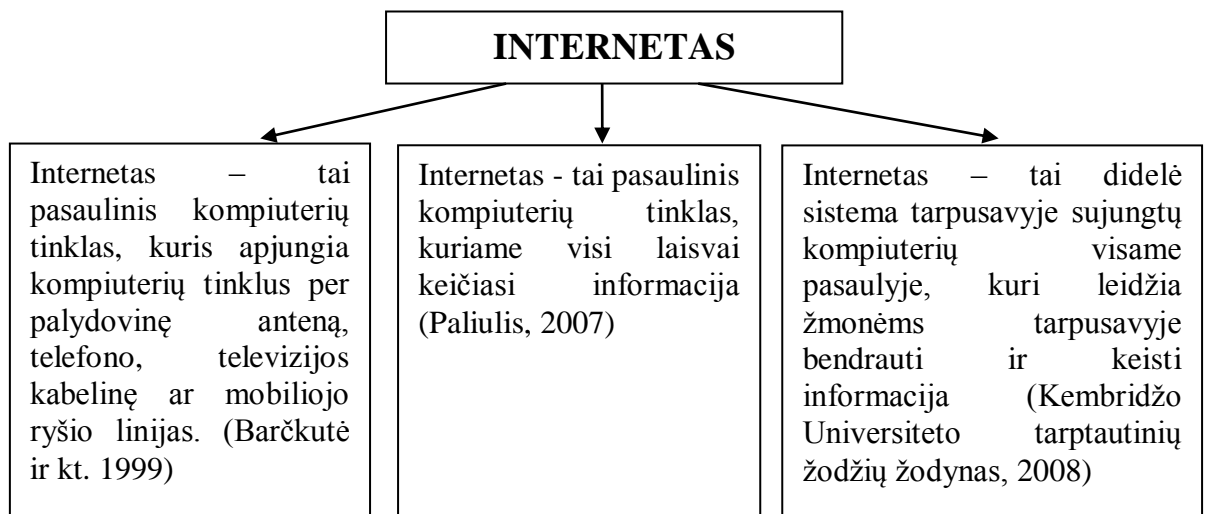 INTERNETAS
Internetas – tai
pasaulinis kompiuterių
tinklas, kuris apjungia
kompiuterių tinklus per
palydovinę anteną,
telefono, televizijos
kabelinę ar mobiliojo
ryšio linijas. (Barčkutė
ir kt. 1999)
Internetas - tai pasaulinis
kompiuterių tinklas,
kuriame visi laisvai
keičiasi informacija
(Paliulis, 2007)
Internetas – tai didelė
sistema tarpusavyje sujungtų
kompiuterių visame
pasaulyje, kuri leidžia
žmonėms tarpusavyje
bendrauti ir keisti
informacija (Kembridžo
Universiteto tarptautinių
žodžių žodynas, 2008)